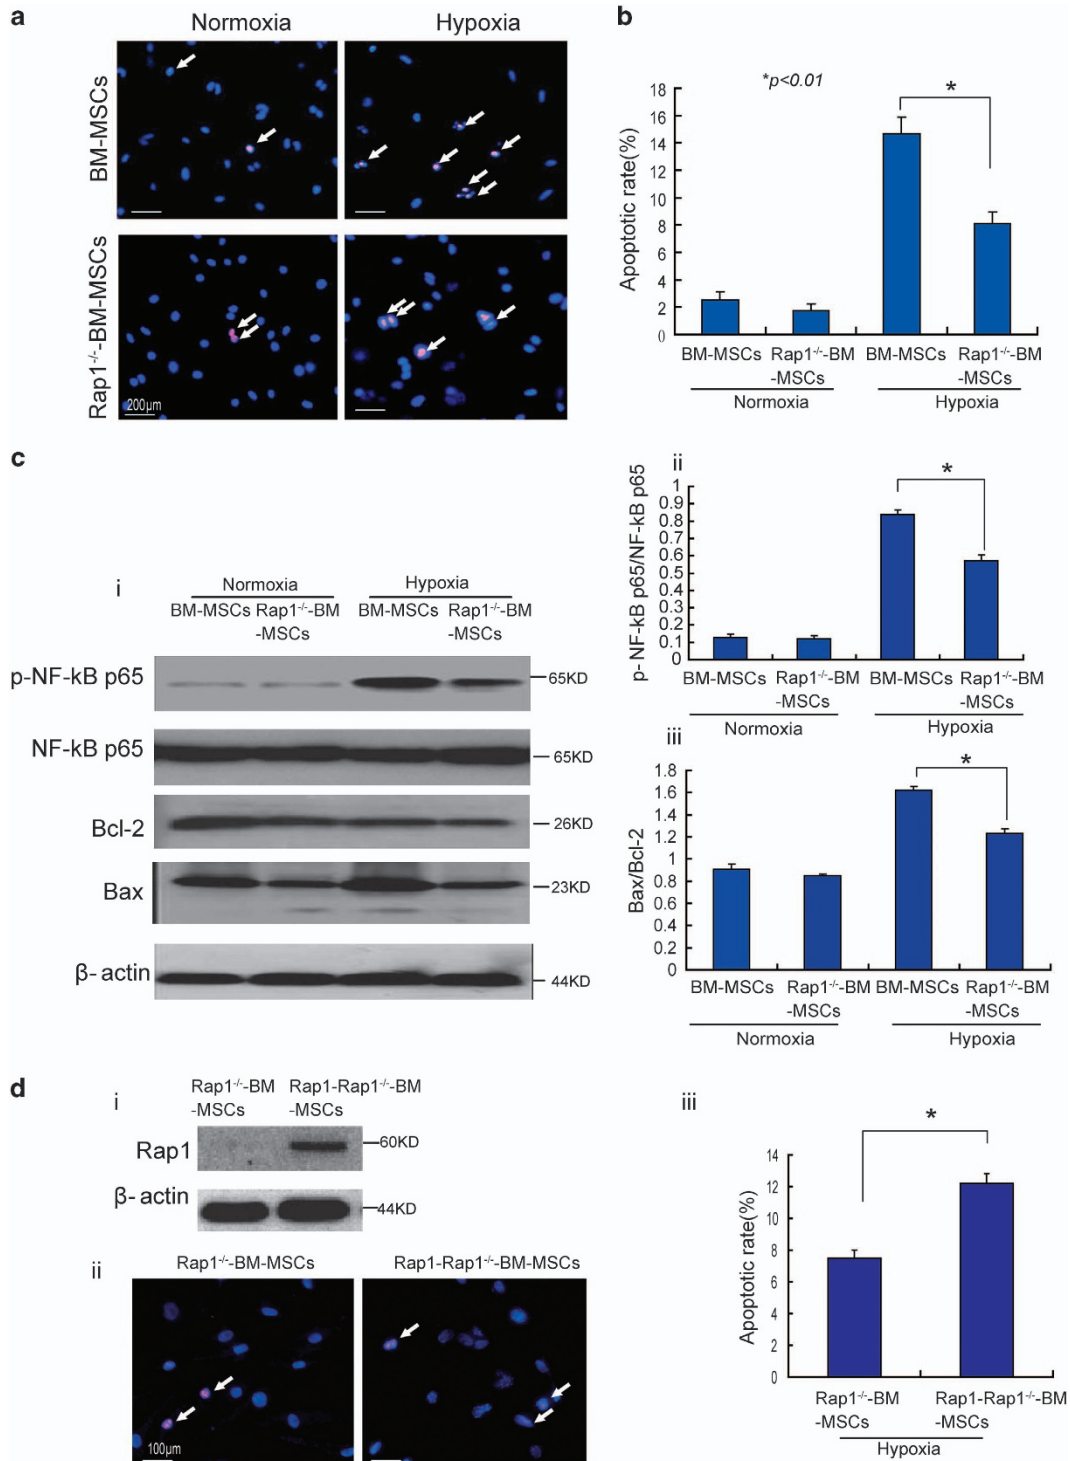 a
Normoxia
Hypoxia
BM-MSCs
Rap1-/--BM-MSCs
200µm
b
*p<0.01
*
Apoptotic rate(%)
18
16
14
12
10
8
6
4
2
0
BM-MSCs Rap1-/--BM BM-MSCs Rap1-/--BM
-MSCs -MSCs
Normoxia Hypoxia
c
i
Normoxia Hypoxia
BM-MSCs Rap1-/--BM BM-MSCs Rap1-/--BM
-MSCs -MSCs
p-NF-kB p65
65KD
NF-kB p65
65KD
Bcl-2
26KD
Bax
23KD
β- actin
44KD
ii
*
p- NF-kB p65/NF-kB p65
1
0.9
0.8
0.7
0.6
0.5
0.4
0.3
0.2
0.1
0
BM-MSCs Rap1-/--BM BM-MSCs Rap1-/--BM
-MSCs -MSCs
Normoxia Hypoxia
iii
*
Bax/Bcl-2
1.8
1.6
1.4
1.2
1
0.8
0.6
0.4
0.2
0
BM-MSCs Rap1-/--BM BM-MSCs Rap1-/--BM
-MSCs -MSCs
Normoxia Hypoxia
d
i
Rap1-/--BM Rap1-Rap1-/--BM
-MSCs -MSCs
Rap1
60KD
β- actin
44KD
ii
Rap1-/--BM-MSCs Rap1-Rap1-/--BM-MSCs
100µm
iii
*
Apoptotic rate(%)
14
12
10
8
6
4
2
0
Rap1-/--BM Rap1-Rap1-/--BM
-MSCs -MSCs
Hypoxia